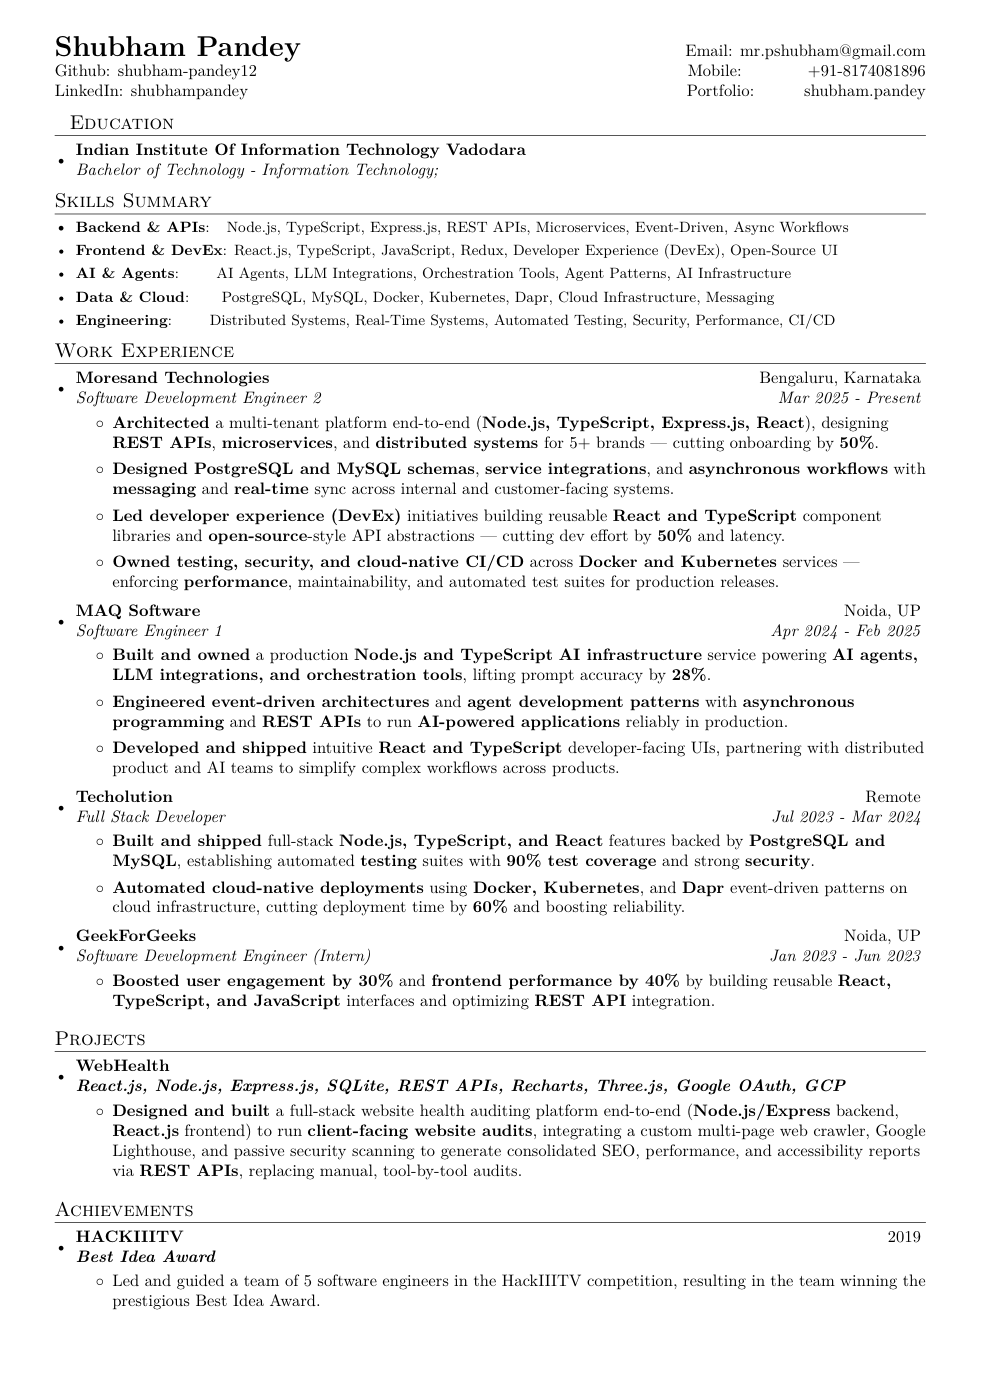 Shubham Pandey
Github: shubham-pandey12
LinkedIn: shubhampandey
Email: mr.pshubham@gmail.com
Mobile: +91-8174081896
Portfolio: shubham.pandey
Education
• Indian Institute Of Information Technology Vadodara
Bachelor of Technology - Information Technology;
Skills Summary
• Backend & APIs: Node.js, TypeScript, Express.js, REST APIs, Microservices, Event-Driven, Async Workflows
• Frontend & DevEx: React.js, TypeScript, JavaScript, Redux, Developer Experience (DevEx), Open-Source UI
• AI & Agents: AI Agents, LLM Integrations, Orchestration Tools, Agent Patterns, AI Infrastructure
• Data & Cloud: PostgreSQL, MySQL, Docker, Kubernetes, Dapr, Cloud Infrastructure, Messaging
• Engineering: Distributed Systems, Real-Time Systems, Automated Testing, Security, Performance, CI/CD
Work Experience
• Moresand Technologies Bengaluru, Karnataka
Software Development Engineer 2 Mar 2025 - Present
◦ Architected a multi-tenant platform end-to-end (Node.js, TypeScript, Express.js, React), designing
REST APIs, microservices, and distributed systems for 5+ brands — cutting onboarding by 50%.
◦ Designed PostgreSQL and MySQL schemas, service integrations, and asynchronous workflows with
messaging and real-time sync across internal and customer-facing systems.
◦ Led developer experience (DevEx) initiatives building reusable React and TypeScript component
libraries and open-source-style API abstractions — cutting dev effort by 50% and latency.
◦ Owned testing, security, and cloud-native CI/CD across Docker and Kubernetes services —
enforcing performance, maintainability, and automated test suites for production releases.
• MAQ Software Noida, UP
Software Engineer 1 Apr 2024 - Feb 2025
◦ Built and owned a production Node.js and TypeScript AI infrastructure service powering AI agents,
LLM integrations, and orchestration tools, lifting prompt accuracy by 28%.
◦ Engineered event-driven architectures and agent development patterns with asynchronous
programming and REST APIs to run AI-powered applications reliably in production.
◦ Developed and shipped intuitive React and TypeScript developer-facing UIs, partnering with distributed
product and AI teams to simplify complex workflows across products.
• Techolution Remote
Full Stack Developer Jul 2023 - Mar 2024
◦ Built and shipped full-stack Node.js, TypeScript, and React features backed by PostgreSQL and
MySQL, establishing automated testing suites with 90% test coverage and strong security.
◦ Automated cloud-native deployments using Docker, Kubernetes, and Dapr event-driven patterns on
cloud infrastructure, cutting deployment time by 60% and boosting reliability.
• GeekForGeeks Noida, UP
Software Development Engineer (Intern) Jan 2023 - Jun 2023
◦ Boosted user engagement by 30% and frontend performance by 40% by building reusable React,
TypeScript, and JavaScript interfaces and optimizing REST API integration.
Projects
• WebHealth
React.js, Node.js, Express.js, SQLite, REST APIs, Recharts, Three.js, Google OAuth, GCP
◦ Designed and built a full-stack website health auditing platform end-to-end (Node.js/Express backend,
React.js frontend) to run client-facing website audits, integrating a custom multi-page web crawler, Google
Lighthouse, and passive security scanning to generate consolidated SEO, performance, and accessibility reports
via REST APIs, replacing manual, tool-by-tool audits.
Achievements
• HACKIIITV 2019
Best Idea Award
◦ Led and guided a team of 5 software engineers in the HackIIITV competition, resulting in the team winning the
prestigious Best Idea Award.